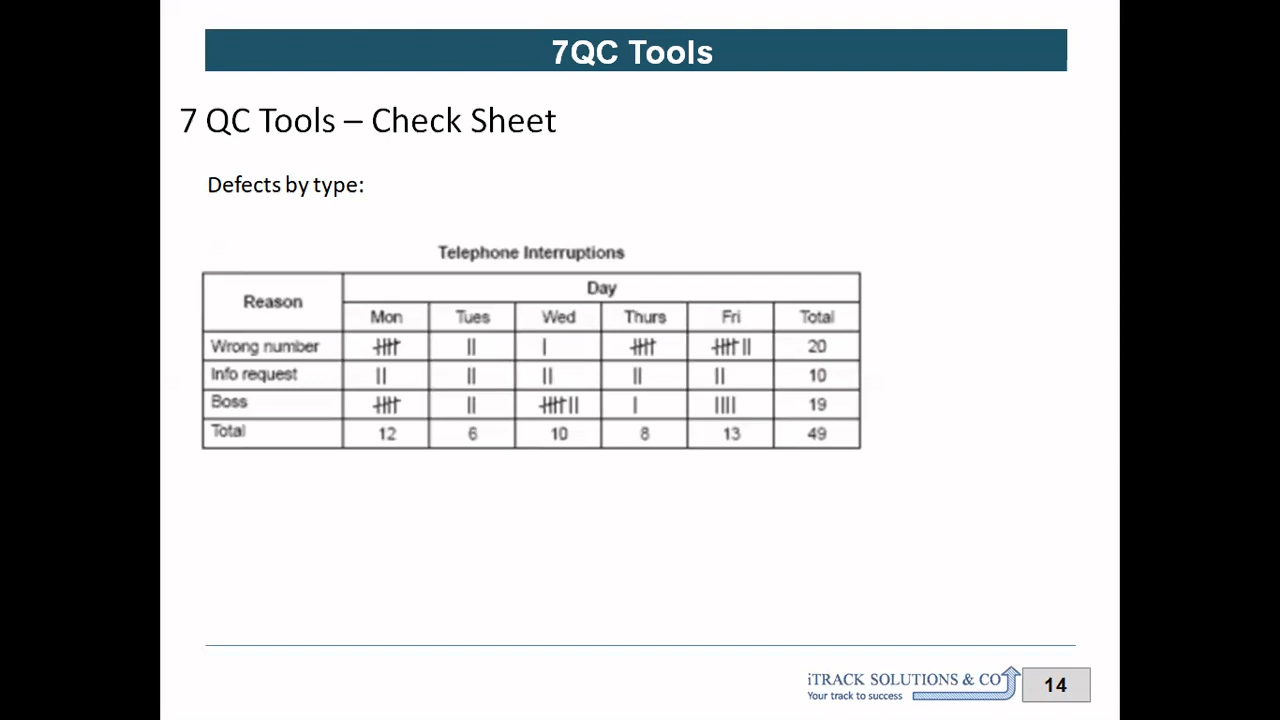 7QC Tools
7 QC Tools – Check Sheet
Defects by type:
Telephone Interruptions
Reason Day
Mon Tues Wed Thurs Fri Total
Wrong number 20
Info request 10
Boss 19
Total 12 6 10 8 13 49
iTRACK SOLUTIONS & CO
Your track to success
14